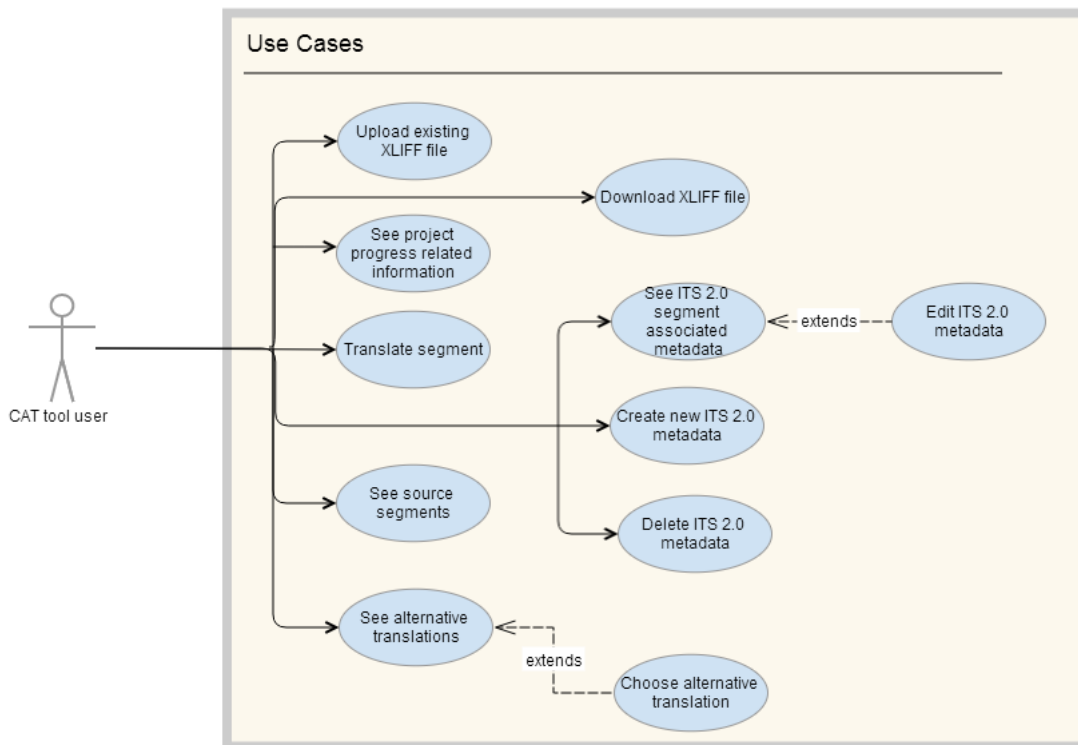 Use Cases
Upload existing
XLIFF file
Download XLIFF file
See project
progress related
information
See ITS 2.0
segment
associated
metadata
extends
Edit ITS 2.0
metadata
Translate segment
CAT tool user
Create new ITS 2.0
metadata
See source
segments
Delete ITS 2.0
metadata
See alternative
translations
extends
Choose alternative
translation